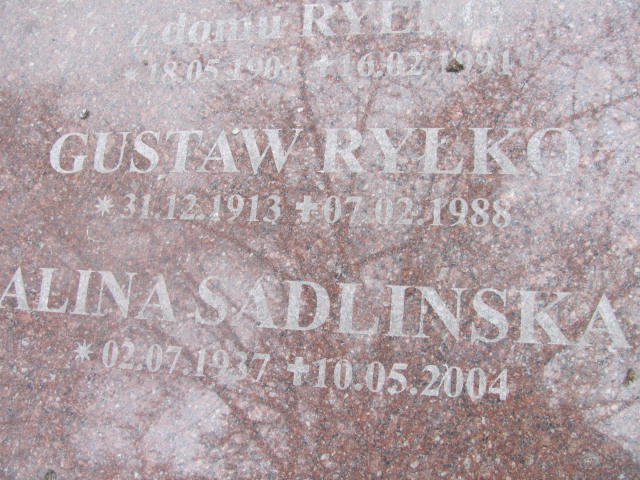 z domu RYŁKO
*18.05.1904 +16.02.1991
GUSTAW RYŁKO
*31.12.1913 +07.02.1988
ALINA SADLIŃSKA
*02.07.1937 +10.05.2004